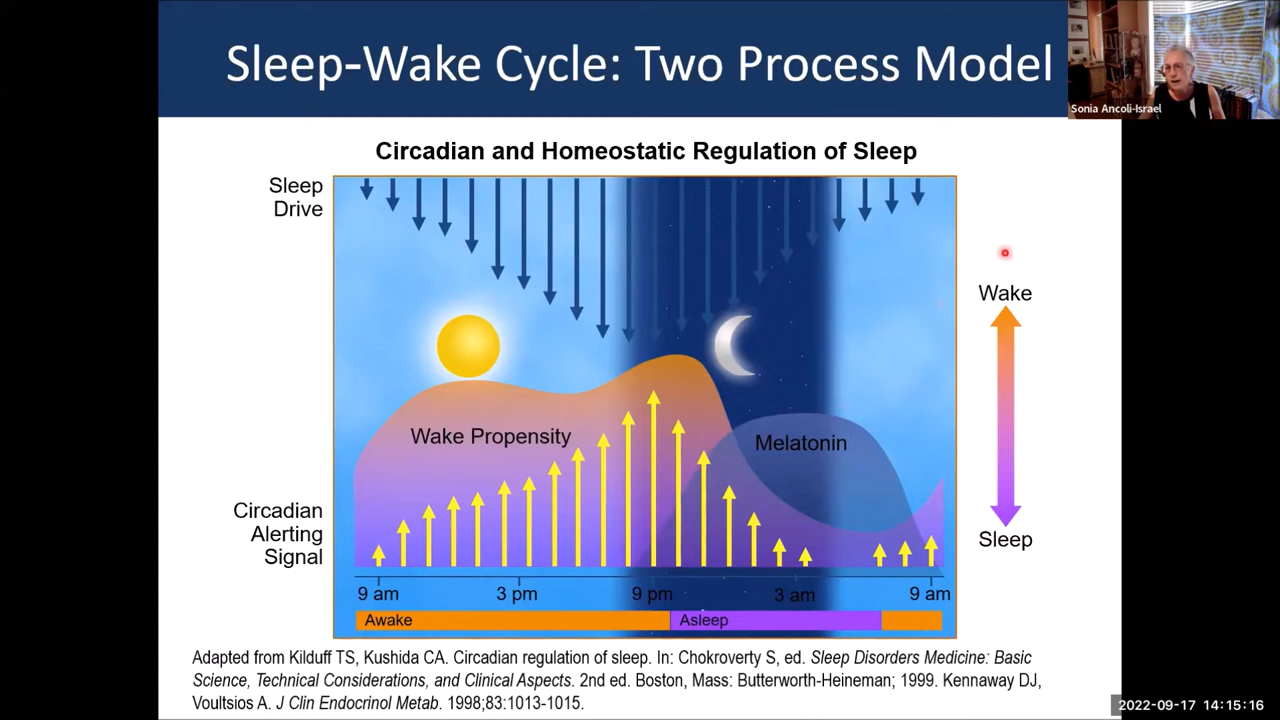 Sleep-Wake Cycle: Two Process Model
Sonia Ancoli-Israel
Circadian and Homeostatic Regulation of Sleep
Sleep
Drive
Wake
Wake Propensity
Melatonin
Circadian
Alerting
Signal
Sleep
9 am 3 pm 9 pm 3 am 9 am
Awake Asleep
Adapted from Kilduff TS, Kushida CA. Circadian regulation of sleep. In: Chokroverty S, ed. Sleep Disorders Medicine: Basic
Science, Technical Considerations, and Clinical Aspects. 2nd ed. Boston, Mass: Butterworth-Heineman; 1999. Kennaway DJ,
Voultsios A. J Clin Endocrinol Metab. 1998;83:1013-1015.
2022-09-17 14:15:16